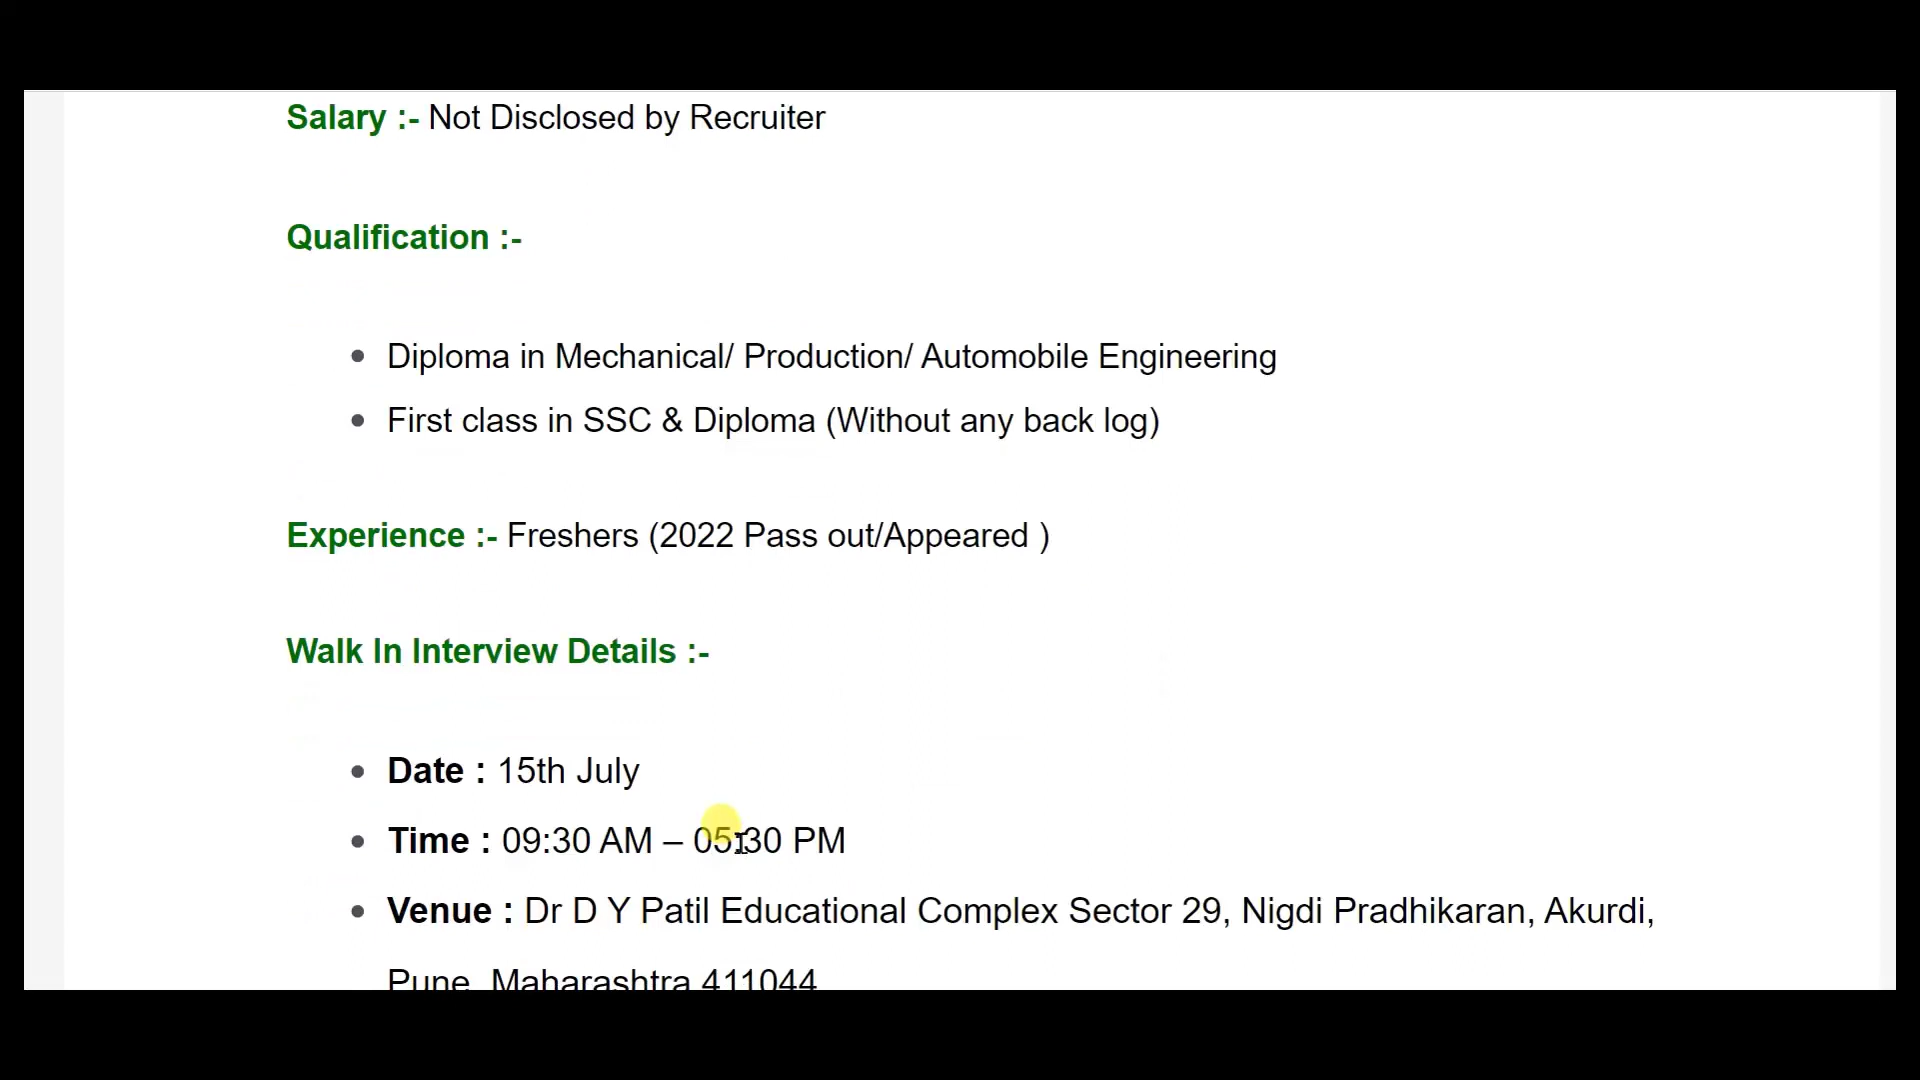 Salary :- Not Disclosed by Recruiter
Qualification :-
Diploma in Mechanical/ Production/ Automobile Engineering
First class in SSC & Diploma (Without any back log)
Experience :- Freshers (2022 Pass out/Appeared )
Walk In Interview Details :-
Date : 15th July
Time : 09:30 AM – 05:30 PM
Venue : Dr D Y Patil Educational Complex Sector 29, Nigdi Pradhikaran, Akurdi,
Pune, Maharashtra 411044